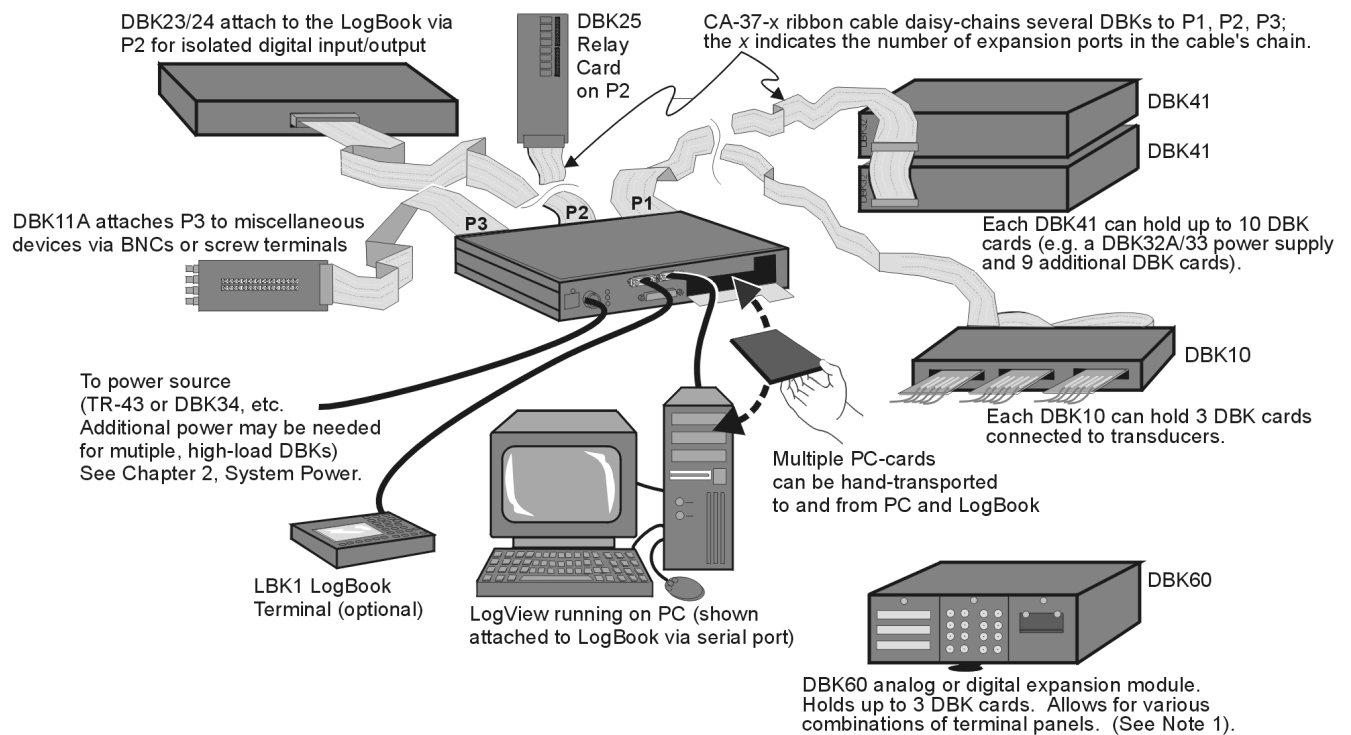 DBK23/24 attach to the LogBook via
P2 for isolated digital input/output
DBK25
Relay
Card
on P2
CA-37-x ribbon cable daisy-chains several DBKs to P1, P2, P3;
the x indicates the number of expansion ports in the cable's chain.
DBK41
DBK41
Each DBK41 can hold up to 10 DBK
cards (e.g. a DBK32A/33 power supply
and 9 additional DBK cards).
P1
P2
P3
DBK11A attaches P3 to miscellaneous
devices via BNCs or screw terminals
DBK10
Each DBK10 can hold 3 DBK cards
connected to transducers.
To power source
(TR-43 or DBK34, etc.
Additional power may be needed
for mutiple, high-load DBKs)
See Chapter 2, System Power.
Multiple PC-cards
can be hand-transported
to and from PC and LogBook
LBK1 LogBook
Terminal (optional)
LogView running on PC (shown
attached to LogBook via serial port)
DBK60
DBK60 analog or digital expansion module.
Holds up to 3 DBK cards.  Allows for various
combinations of terminal panels.  (See Note 1).